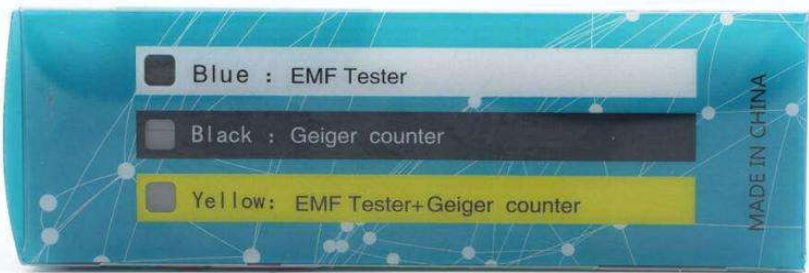 Blue : EMF Tester
Black : Geiger counter
Yellow: EMF Tester+Geiger counter
MADE IN CHINA